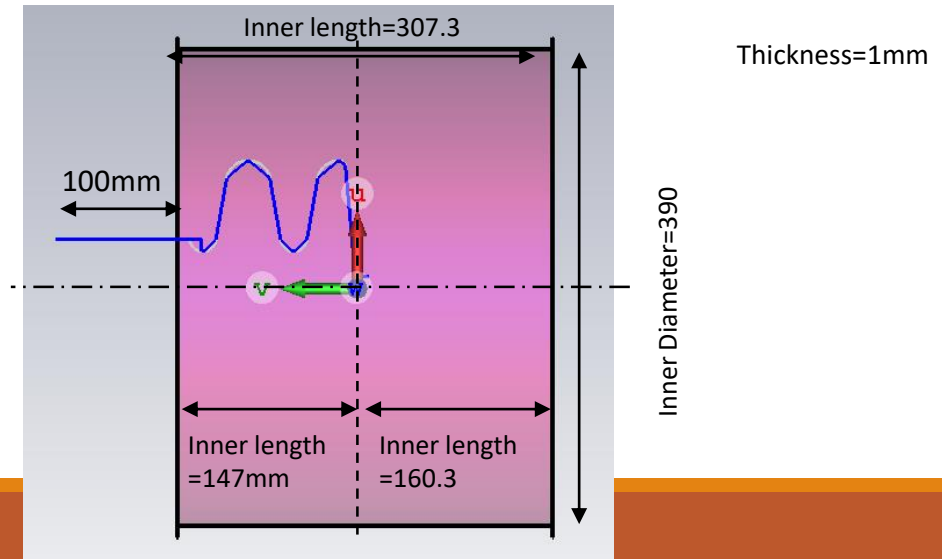 Inner length=307.3
Thickness=1mm
100mm
u
v
w
Inner Diameter=390
Inner length
=147mm
Inner length
=160.3